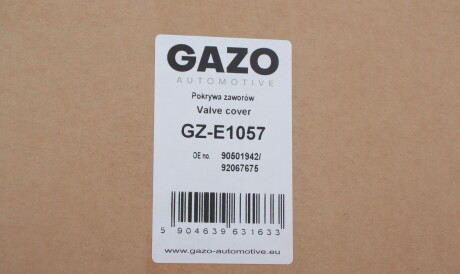 GAZO
AUTOMOTIVE
Pokrywa zaworów
Valve cover
GZ-E1057
OE no. 90501942/
92067675
5 904639 631633
www.gazo-automotive.eu